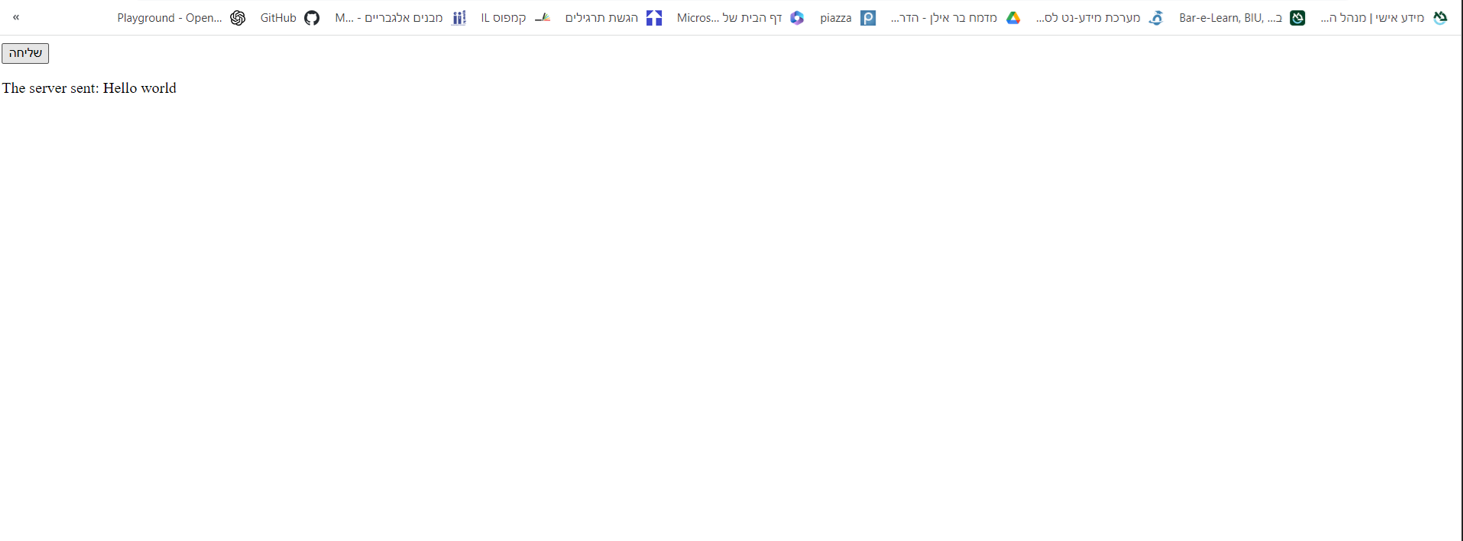 מידע אישי | מנהל ה...
Bar-e-Learn, BIU, ...ב
מערכת מידע-נט לס...
מדמח בר אילן - הדר...
piazza
דף הבית של Micros...
הגשת תרגילים
קמפוס IL
מבנים אלגבריים - M...
GitHub
Playground - Open...
»
שליחה
The server sent: Hello world